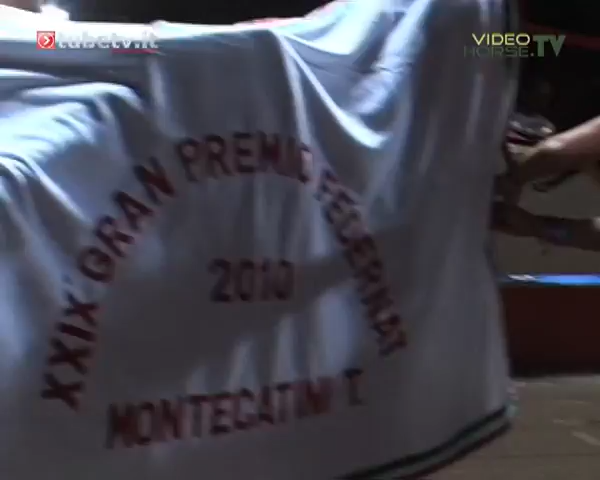 tubetv.it
VIDEO
HORSE.TV
XXIX GRAN PREMIO FEDERNAT
2010
MONTECATINI T.